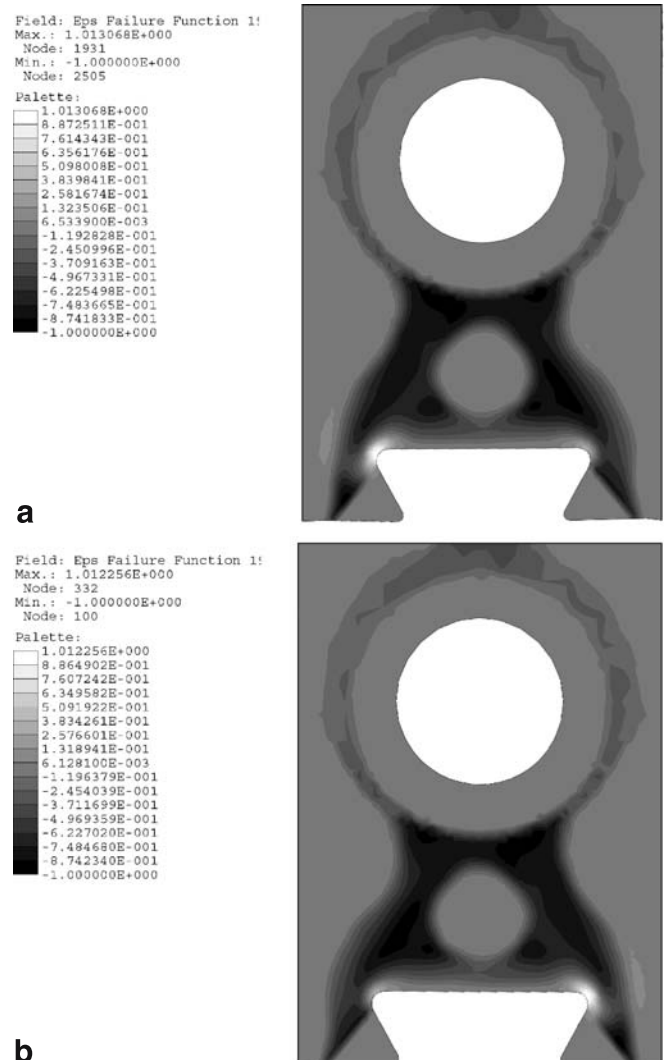 Field: Eps Failure Function 1
Max.: 1.013068E+000
Node: 1931
Min.: -1.000000E+000
Node: 2505
Palette:
1.013068E+000
8.872511E-001
7.614343E-001
6.356176E-001
5.098008E-001
3.839841E-001
2.581674E-001
1.323506E-001
6.533900E-003
-1.192828E-001
-2.450996E-001
-3.709163E-001
-4.967331E-001
-6.225498E-001
-7.483665E-001
-8.741833E-001
-1.000000E+000
a
Field: Eps Failure Function 1
Max.: 1.012256E+000
Node: 332
Min.: -1.000000E+000
Node: 100
Palette:
1.012256E+000
8.864902E-001
7.607242E-001
6.349582E-001
5.091922E-001
3.834261E-001
2.576601E-001
1.318941E-001
6.128100E-003
-1.196379E-001
-2.454039E-001
-3.711699E-001
-4.969359E-001
-6.227020E-001
-7.484680E-001
-8.742340E-001
-1.000000E+000
b